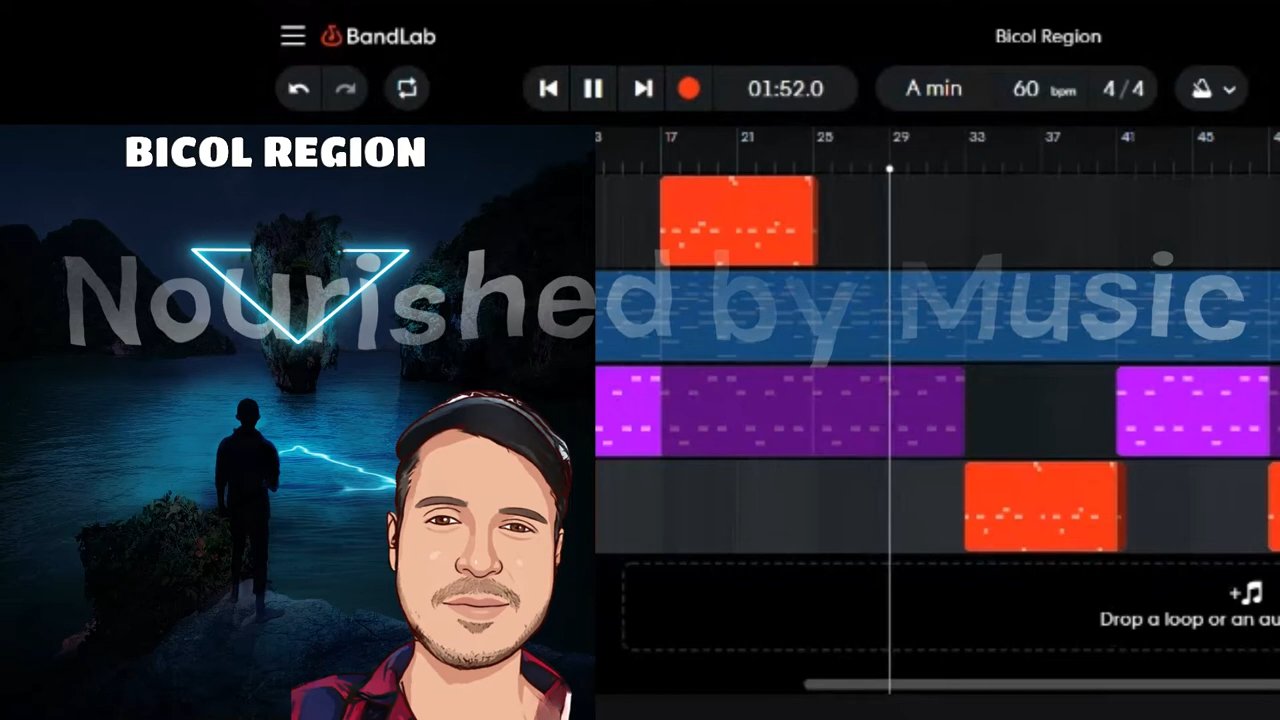 BandLab
Bicol Region
01:52.0
A min
60 bpm
4/4
BICOL REGION
3 17 21 25 29 33 37 41 45
Nourished by Music
Drop a loop or an au